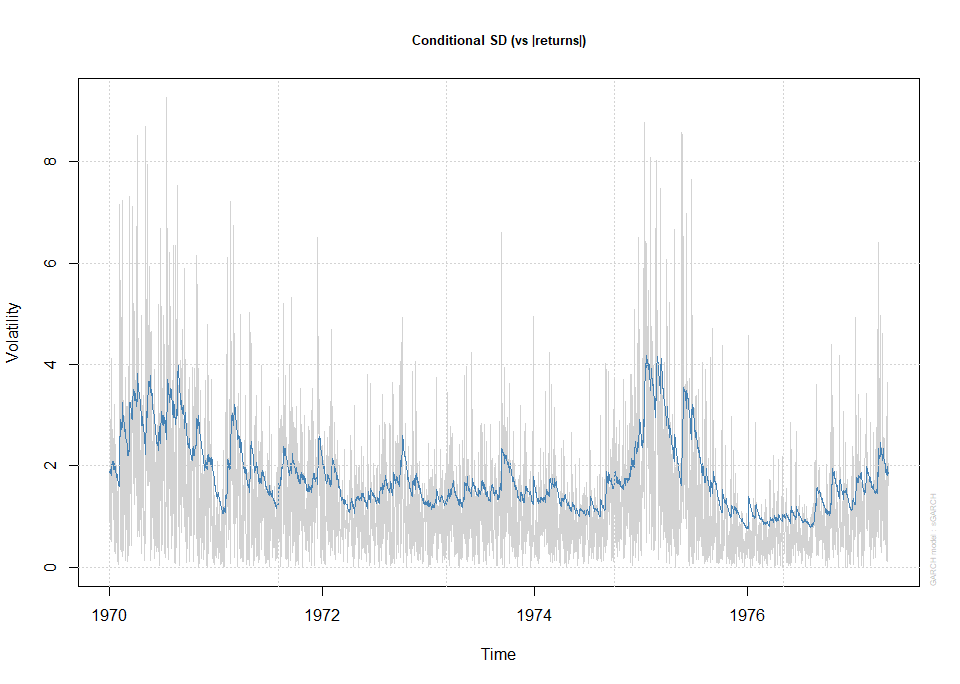 Conditional SD (vs |returns|)
8
6
4
2
0
Volatility
1970
1972
1974
1976
Time
GARCH model : sGARCH